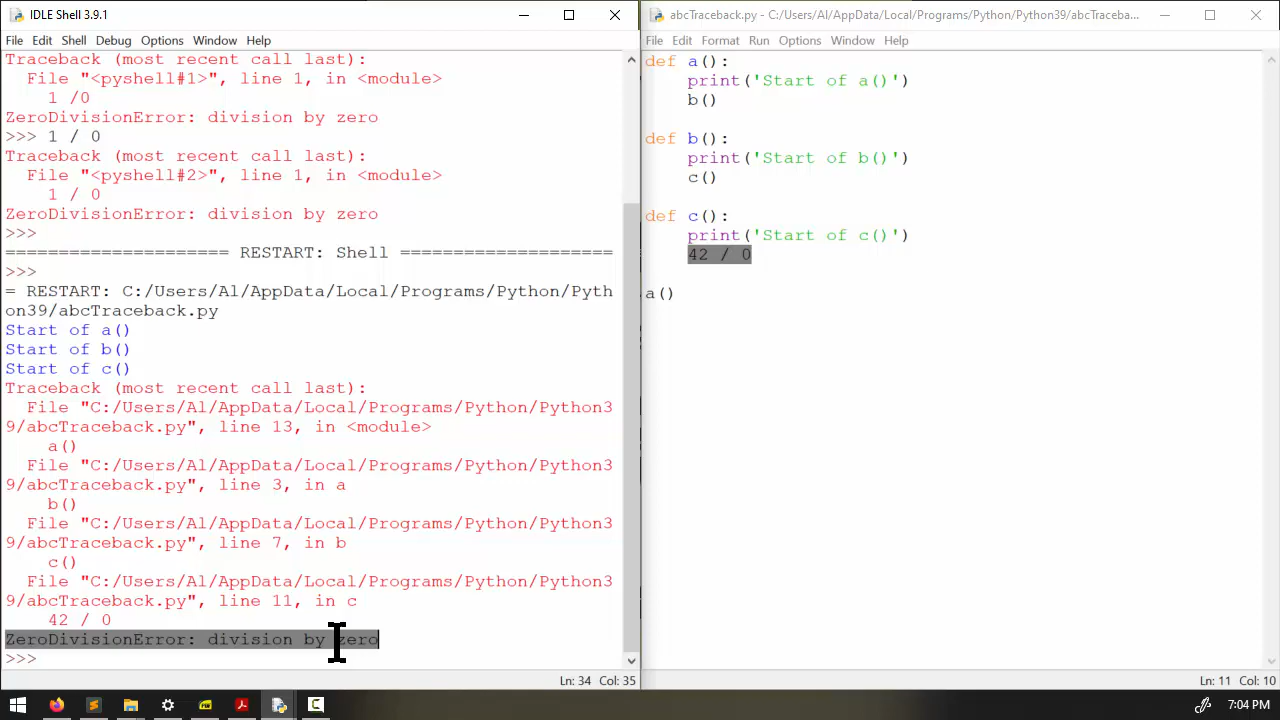 IDLE Shell 3.9.1
File Edit Shell Debug Options Window Help
Traceback (most recent call last):
  File "<pyshell#1>", line 1, in <module>
    1 /0
ZeroDivisionError: division by zero
>>> 1 / 0
Traceback (most recent call last):
  File "<pyshell#2>", line 1, in <module>
    1 / 0
ZeroDivisionError: division by zero
>>>
===================== RESTART: Shell ====================
>>>
= RESTART: C:/Users/Al/AppData/Local/Programs/Python/Pyth
on39/abcTraceback.py
Start of a()
Start of b()
Start of c()
Traceback (most recent call last):
  File "C:/Users/Al/AppData/Local/Programs/Python/Python3
9/abcTraceback.py", line 13, in <module>
    a()
  File "C:/Users/Al/AppData/Local/Programs/Python/Python3
9/abcTraceback.py", line 3, in a
    b()
  File "C:/Users/Al/AppData/Local/Programs/Python/Python3
9/abcTraceback.py", line 7, in b
    c()
  File "C:/Users/Al/AppData/Local/Programs/Python/Python3
9/abcTraceback.py", line 11, in c
    42 / 0
ZeroDivisionError: division by zero
>>>
Ln: 34 Col: 35
abcTraceback.py - C:/Users/Al/AppData/Local/Programs/Python/Python39/abcTraceba...
File Edit Format Run Options Window Help
def a():
    print('Start of a()')
    b()
def b():
    print('Start of b()')
    c()
def c():
    print('Start of c()')
    42 / 0
a()
Ln: 11 Col: 10
7:04 PM